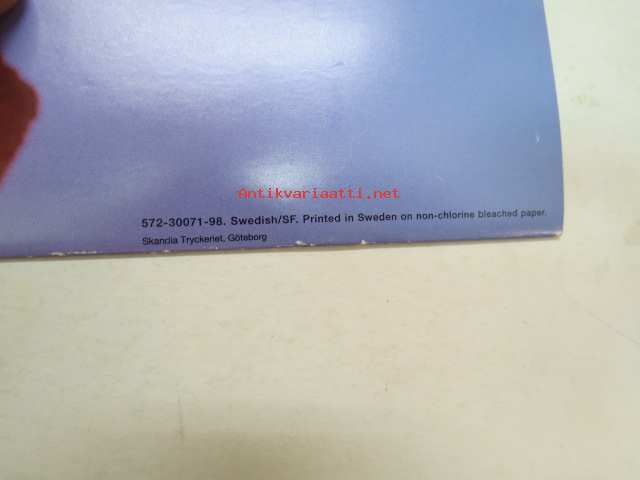 Antikvariaatti.net
572-30071-98. Swedish/SF. Printed in Sweden on non-chlorine bleached paper.
Skandia Tryckeriet, Göteborg